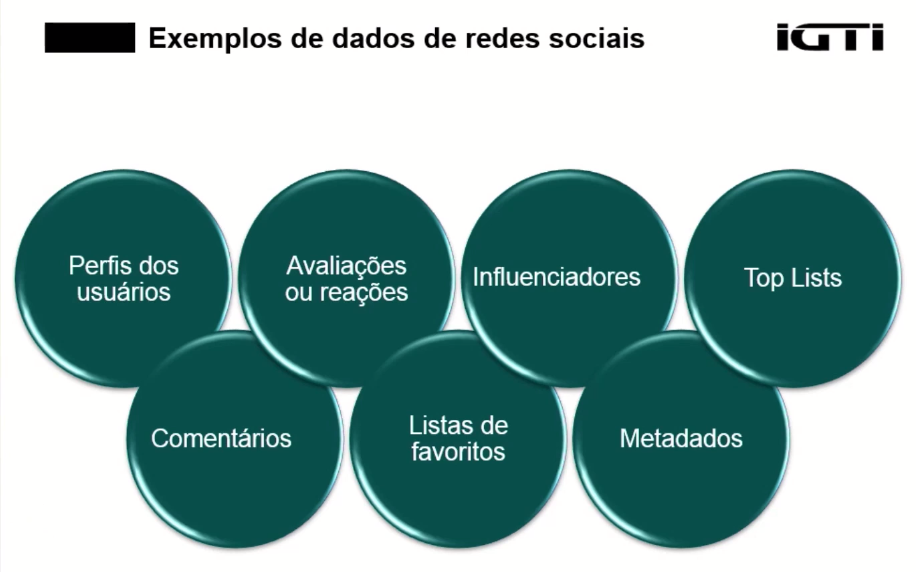 Exemplos de dados de redes sociais
iGTi
Perfis dos
usuários
Avaliações
ou reações
Influenciadores
Top Lists
Comentários
Listas de
favoritos
Metadados